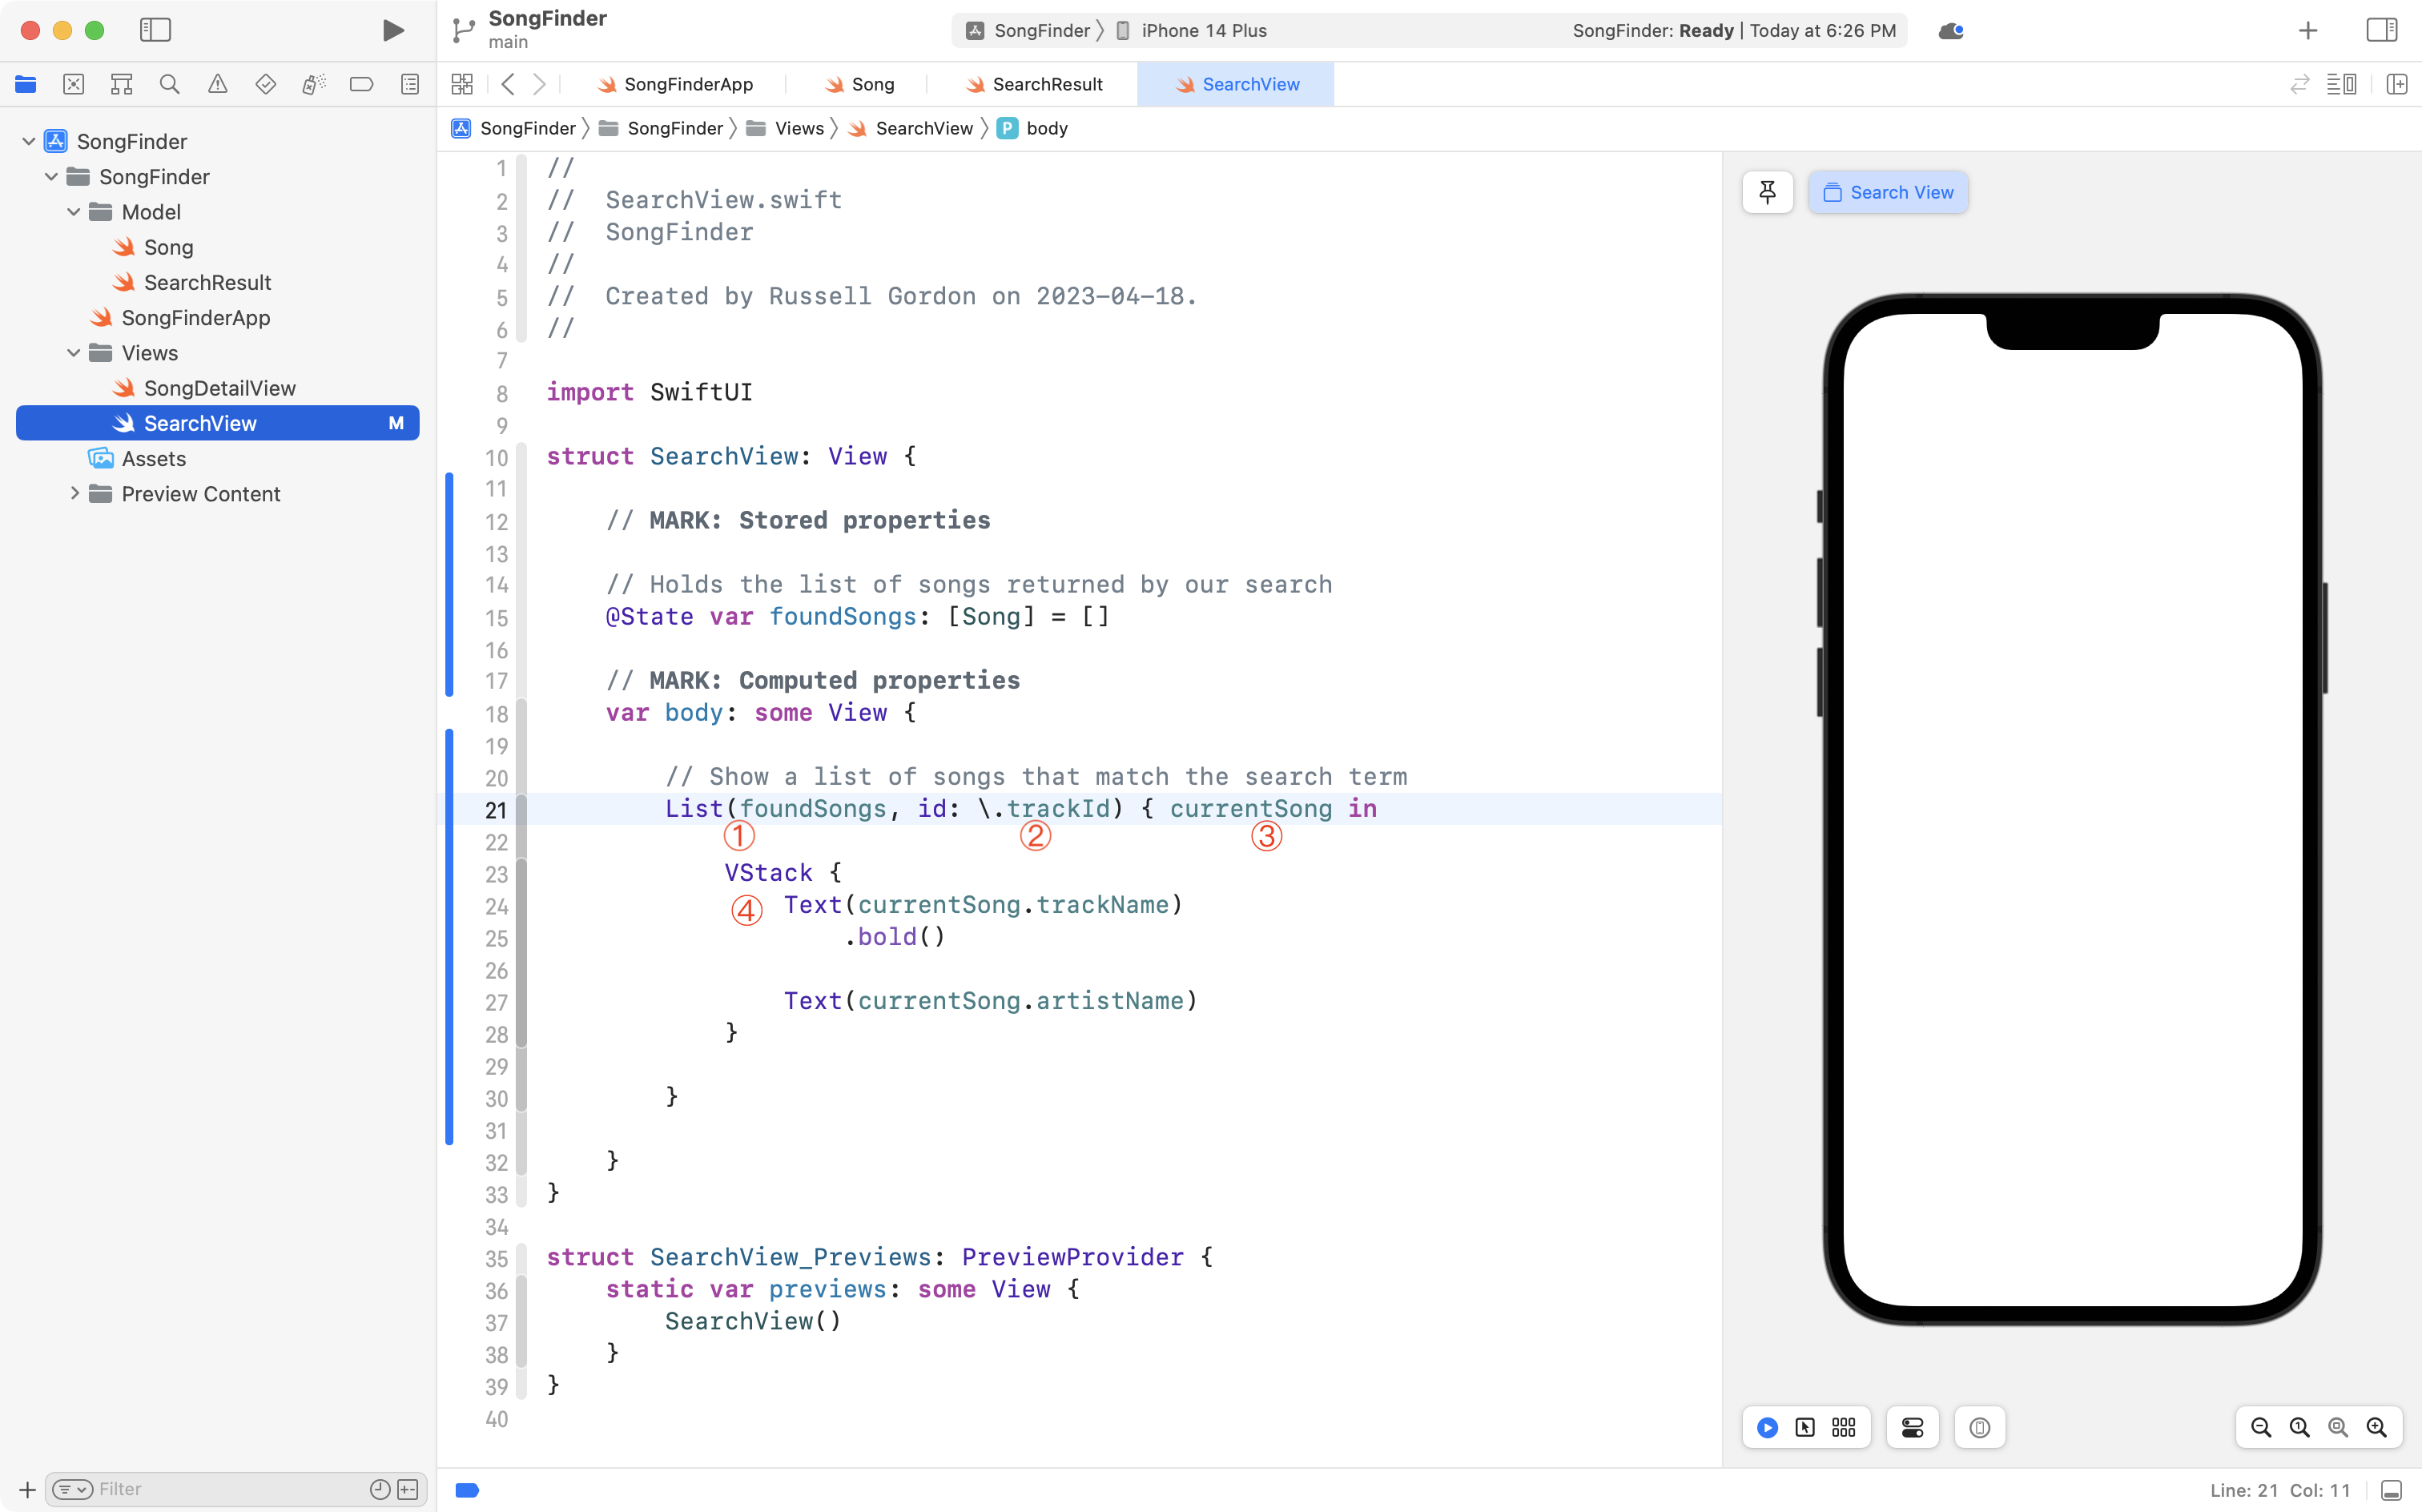 SongFinder
main
SongFinder
iPhone 14 Plus
SongFinder: Ready | Today at 6:26 PM
SongFinderApp
Song
SearchResult
SearchView
SongFinder
SongFinder
Views
SearchView
P
body
SongFinder
SongFinder
Model
Song
SearchResult
SongFinderApp
Views
SongDetailView
SearchView M
Assets
Preview Content
Filter
1 //
2 //  SearchView.swift
3 //  SongFinder
4 //
5 //  Created by Russell Gordon on 2023-04-18.
6 //
7
8 import SwiftUI
9
10 struct SearchView: View {
11
12     // MARK: Stored properties
13
14     // Holds the list of songs returned by our search
15     @State var foundSongs: [Song] = []
16
17     // MARK: Computed properties
18     var body: some View {
19
20         // Show a list of songs that match the search term
21         List(foundSongs, id: \.trackId) { currentSong in
22 ① ② ③
23             VStack {
24 ④ Text(currentSong.trackName)
25                     .bold()
26
27                 Text(currentSong.artistName)
28             }
29
30         }
31
32     }
33 }
34
35 struct SearchView_Previews: PreviewProvider {
36     static var previews: some View {
37         SearchView()
38     }
39 }
40
Search View
Line: 21 Col: 11